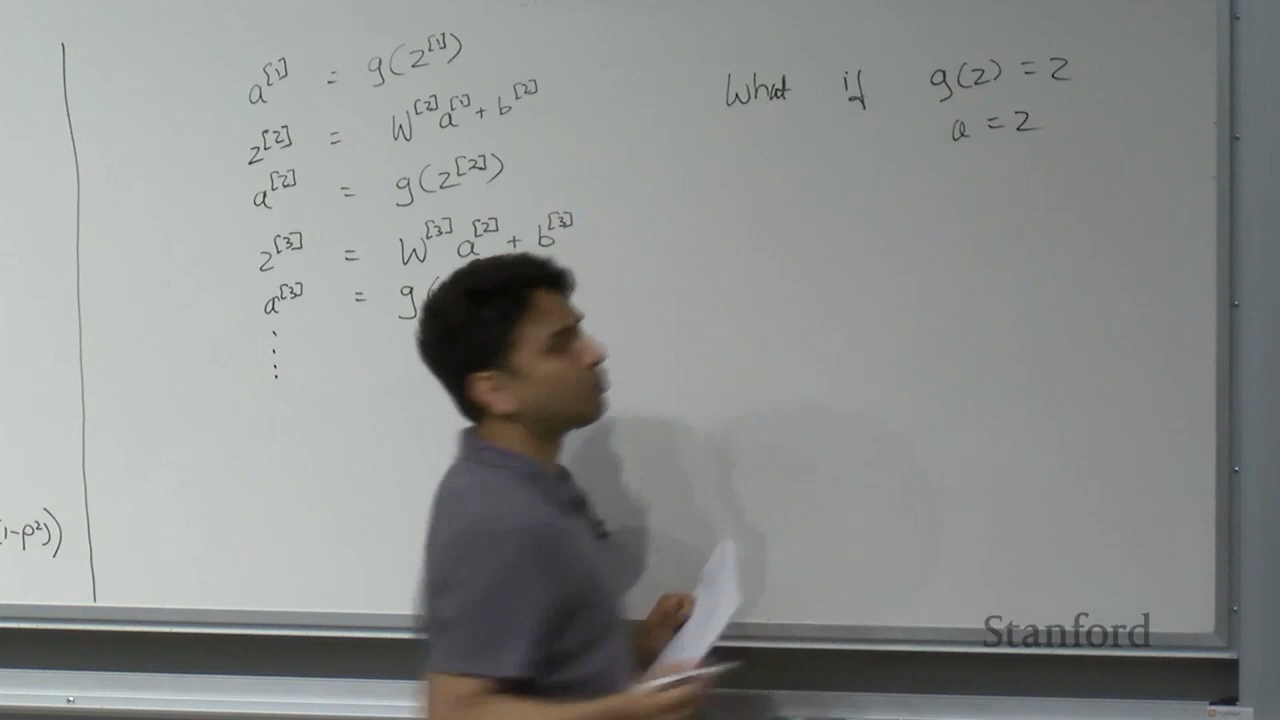 a^[1] = g(z^[1])
z^[2] = W^[2] a^[1] + b^[2]
a^[2] = g(z^[2])
z^[3] = W^[3] a^[2] + b^[3]
a^[3] = g(
⋮
1-ρ²))
What if g(z) = z
a = z
Stanford